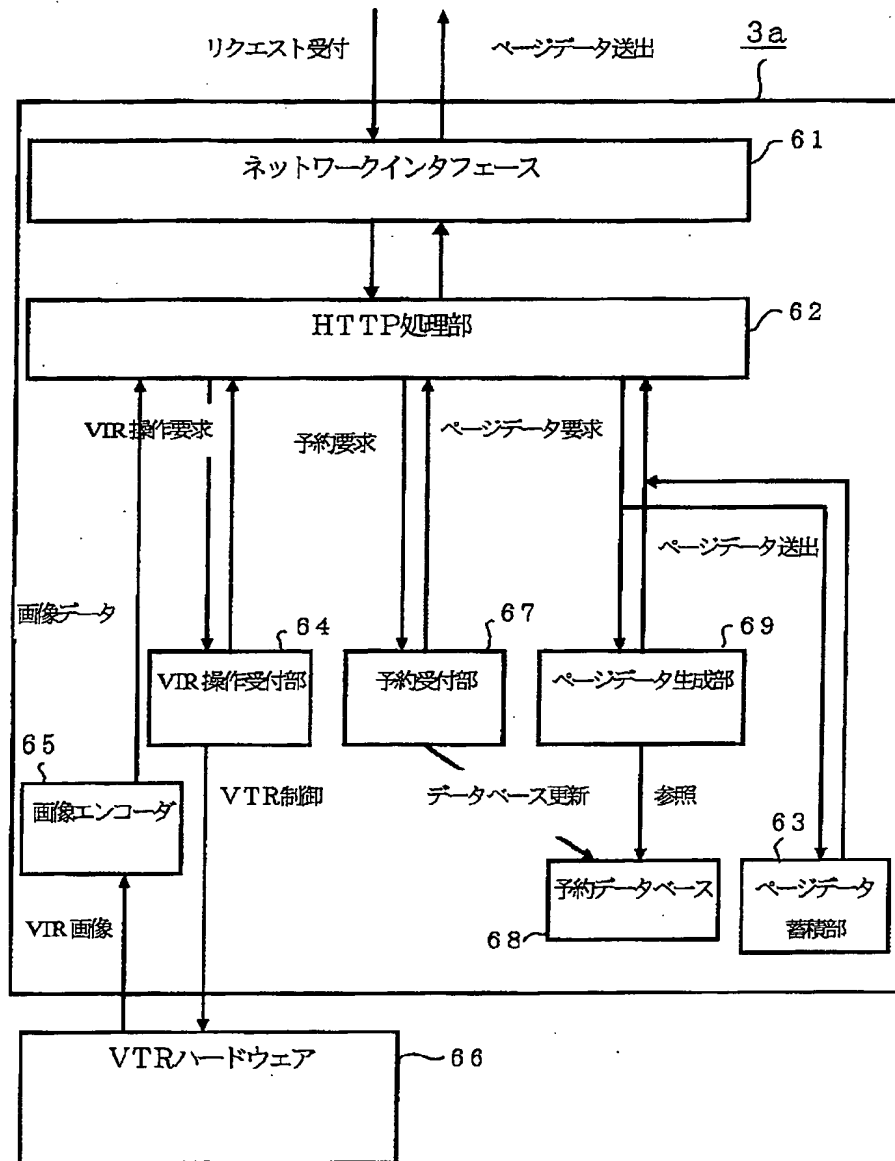 リクエスト受付
ページデータ送出
3a
ネットワークインタフェース
61
HTTP処理部
62
VTR操作要求
予約要求
ページデータ要求
ページデータ送出
画像データ
64
VTR操作受付部
67
予約受付部
69
ページデータ生成部
65
画像エンコーダ
VTR制御
データベース更新
参照
63
ページデータ
蓄積部
予約データベース
68
VTR画像
VTRハードウェア
66